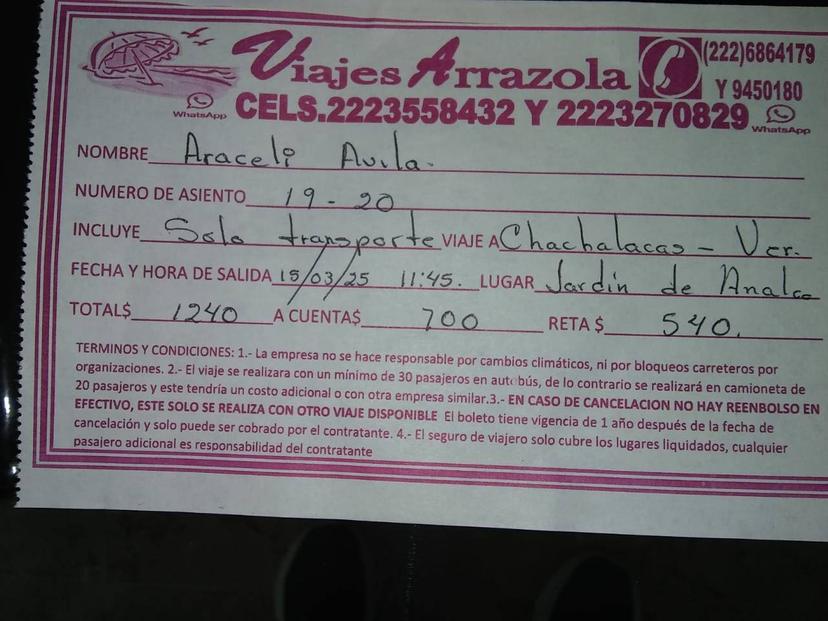 Viajes Arrazola (222)6864179
Y 9450180
WhatsApp CELS.2223558432 Y 2223270829 WhatsApp
NOMBRE Araceli Avila.
NUMERO DE ASIENTO 19 - 20
INCLUYE Solo transporte VIAJE A Chachalacas - Ver.
FECHA Y HORA DE SALIDA 15/03/25 11:45. LUGAR Jardin de Analco
TOTAL$ 1240 A CUENTA$ 700 RETA $ 540.
TERMINOS Y CONDICIONES: 1.- La empresa no se hace responsable por cambios climáticos, ni por bloqueos carreteros por
organizaciones. 2.- El viaje se realizara con un mínimo de 30 pasajeros en autobús, de lo contrario se realizará en camioneta de
20 pasajeros y este tendría un costo adicional o con otra empresa similar.3.- EN CASO DE CANCELACION NO HAY REENBOLSO EN
EFECTIVO, ESTE SOLO SE REALIZA CON OTRO VIAJE DISPONIBLE El boleto tiene vigencia de 1 año después de la fecha de
cancelación y solo puede ser cobrado por el contratante. 4.- El seguro de viajero solo cubre los lugares liquidados, cualquier
pasajero adicional es responsabilidad del contratante